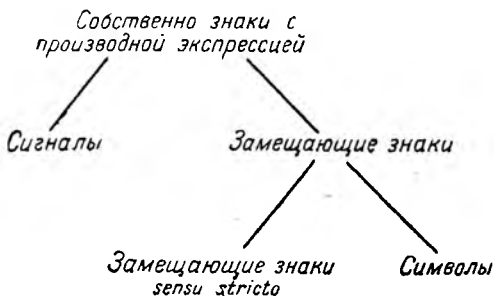 Собственно знаки с
производной экспрессией
Сигналы
Замещающие знаки
Замещающие знаки
sensu stricto
Символы